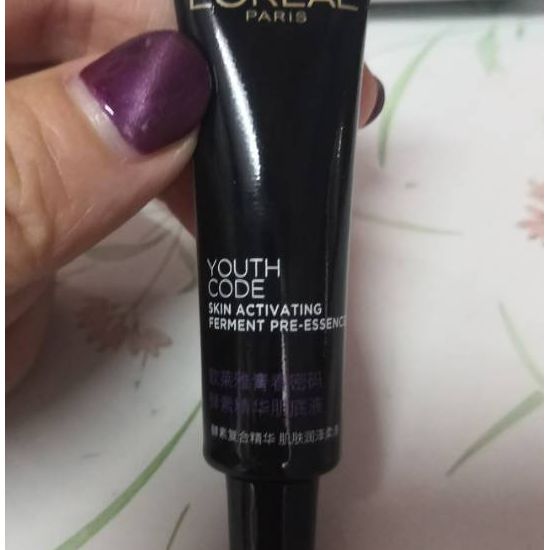 L'ORÉAL
PARIS
YOUTH
CODE
SKIN ACTIVATING
FERMENT PRE-ESSENCE
欧莱雅青春密码
酵素精华肌底液
酵素复合精华 肌肤润泽柔滑